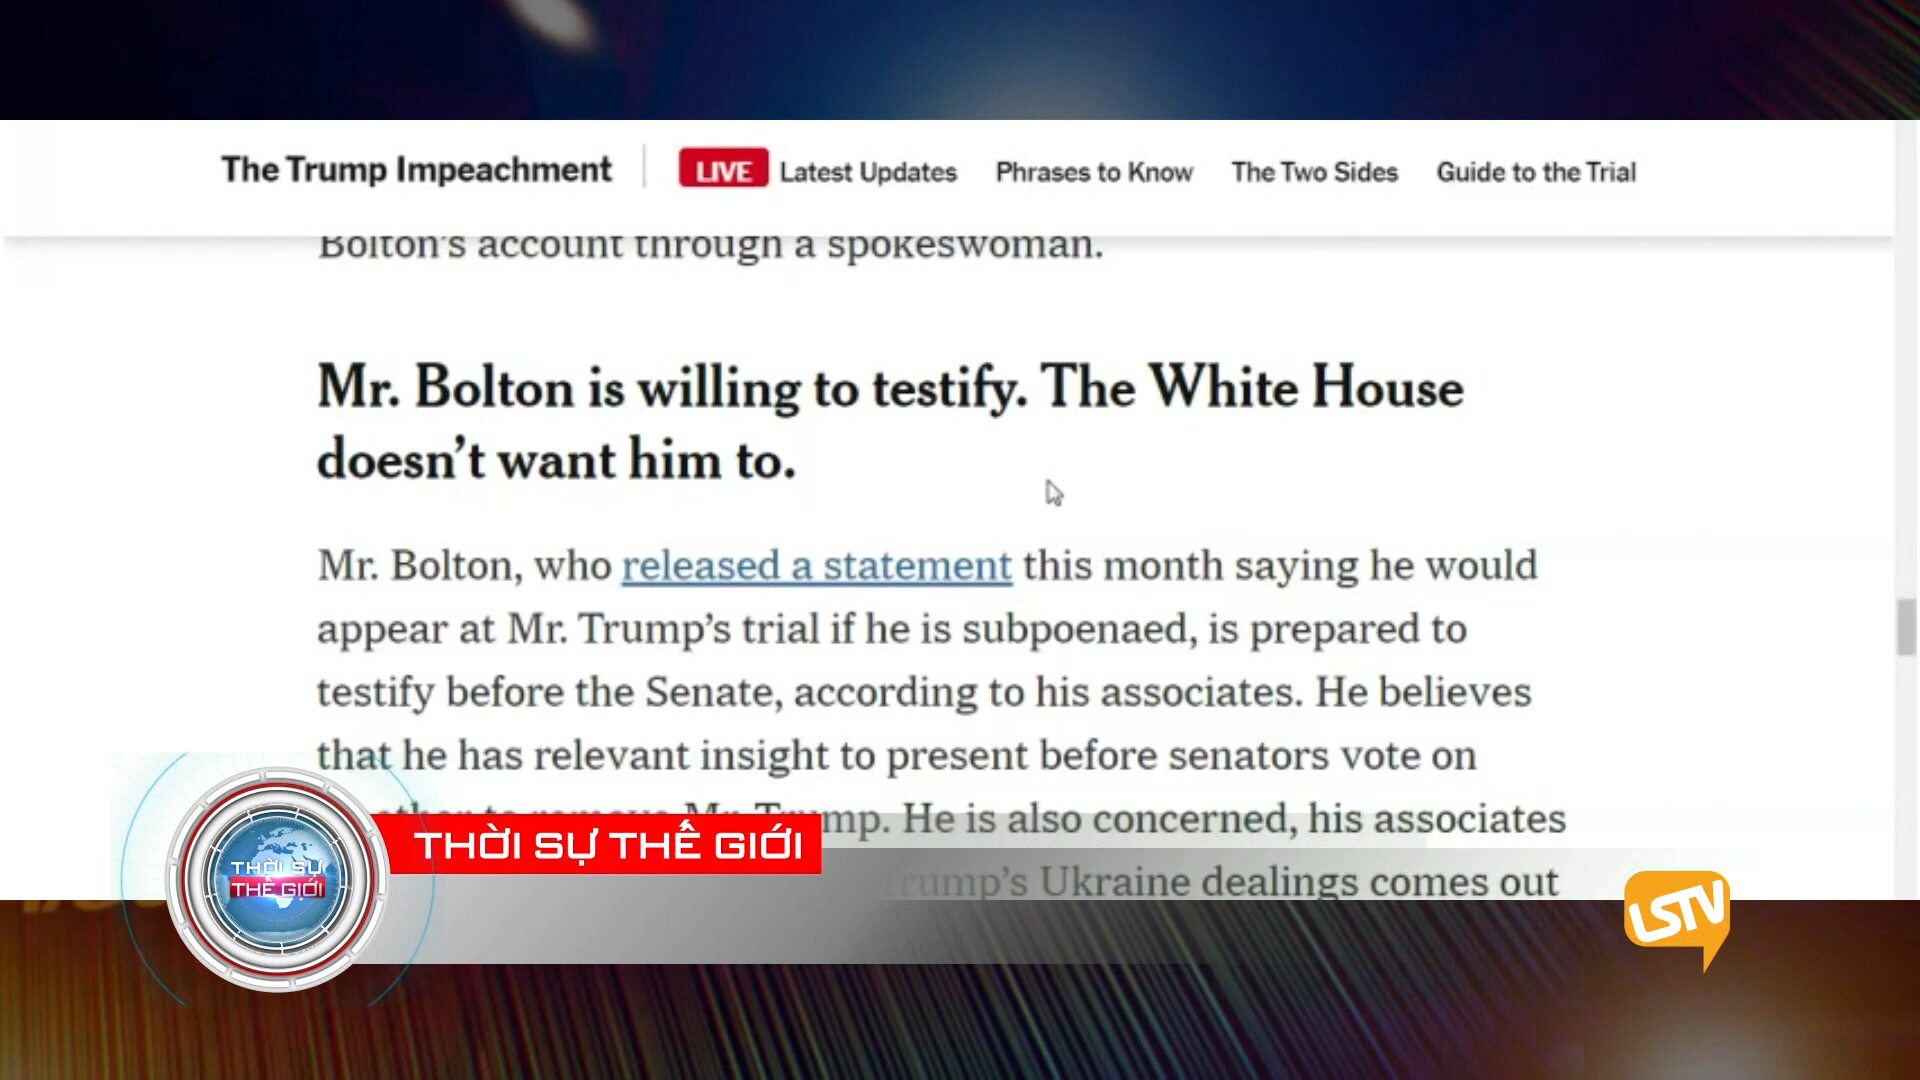 The Trump Impeachment
LIVE Latest Updates Phrases to Know The Two Sides Guide to the Trial
Bolton's account through a spokeswoman.
Mr. Bolton is willing to testify. The White House
doesn't want him to.
Mr. Bolton, who released a statement this month saying he would
appear at Mr. Trump's trial if he is subpoenaed, is prepared to
testify before the Senate, according to his associates. He believes
that he has relevant insight to present before senators vote on
to remove Mr. Trump. He is also concerned, his associates
Trump's Ukraine dealings comes out
THỜI SỰ THẾ GIỚI
THỜI SỰ
THẾ GIỚI
LSTV